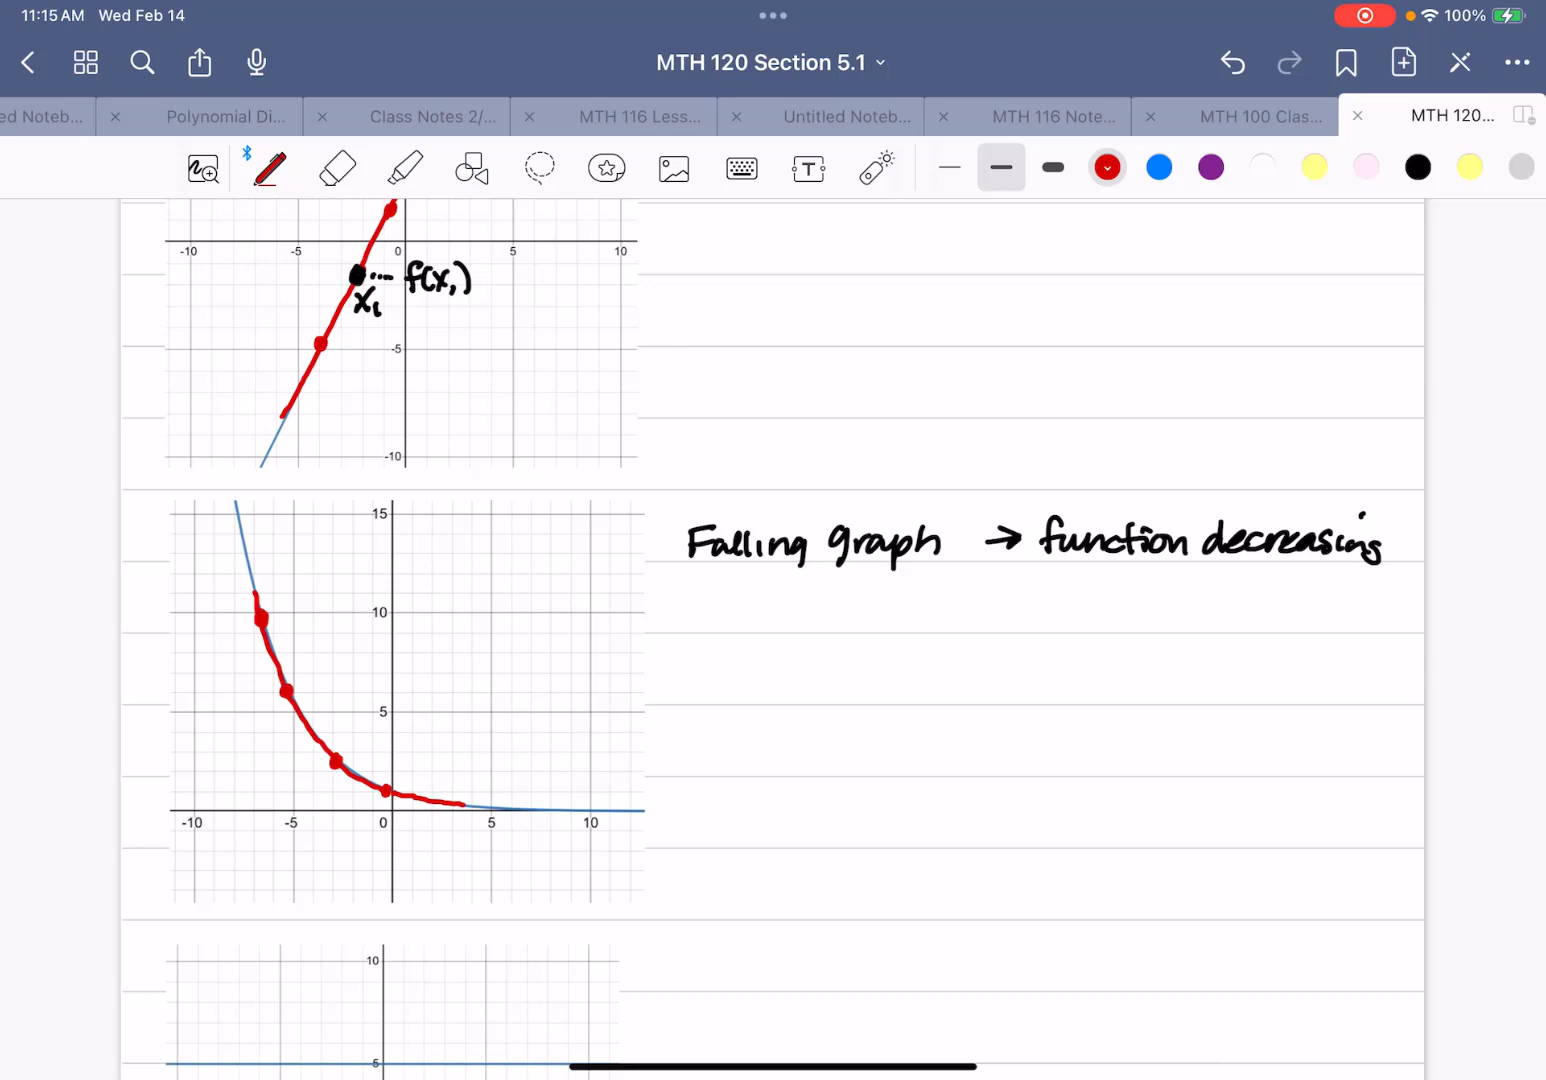 11:15 AM Wed Feb 14
100%
MTH 120 Section 5.1
ed Noteb...
Polynomial Di...
Class Notes 2/...
MTH 116 Less...
Untitled Noteb...
MTH 116 Note...
MTH 100 Clas...
MTH 120...
T
-10 -5 0 5 10
f(x₁)
x₁
-5
-10
15
Falling graph → function decreasing
10
5
-10 -5 0 5 10
10
5